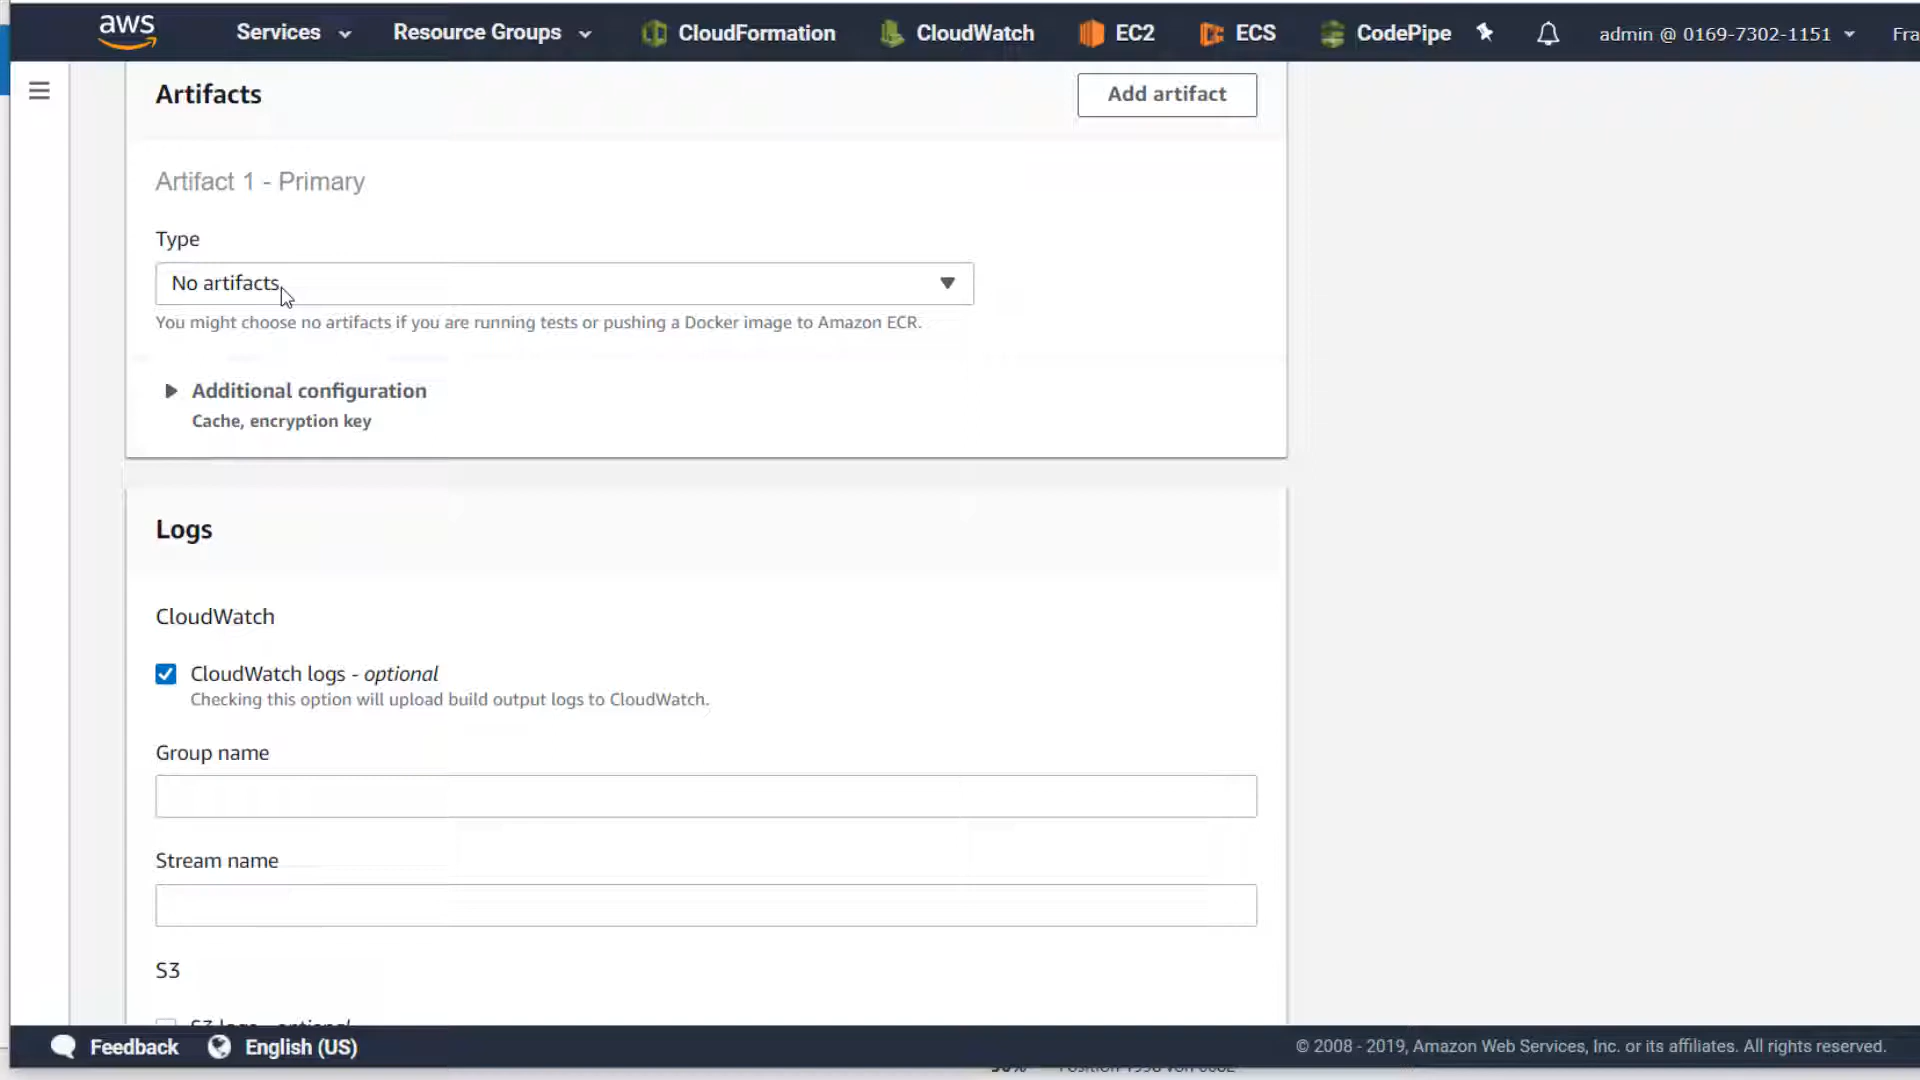 aws Services Resource Groups CloudFormation CloudWatch EC2 ECS CodePipe admin @ 0169-7302-1151 Fra
Artifacts Add artifact
Artifact 1 - Primary
Type
No artifacts
You might choose no artifacts if you are running tests or pushing a Docker image to Amazon ECR.
Additional configuration
Cache, encryption key
Logs
CloudWatch
CloudWatch logs - optional
Checking this option will upload build output logs to CloudWatch.
Group name
Stream name
S3
S3 logs - optional
Feedback English (US) © 2008 - 2019, Amazon Web Services, Inc. or its affiliates. All rights reserved.